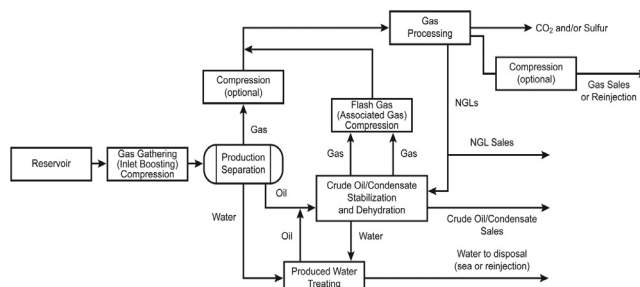 Gas
Processing
CO₂ and/or Sulfur
Compression
(optional)
Gas Sales
or Reinjection
Compression
(optional)
Flash Gas
(Associated Gas)
Compression
NGLs
Gas
Gas
Gas
NGL Sales
Reservoir
Gas Gathering
(Inlet Boosting)
Compression
Production
Separation
Oil
Crude Oil/Condensate
Stabilization
and Dehydration
Crude Oil/Condensate
Sales
Water
Oil
Water
Water to disposal
(sea or reinjection)
Produced Water
Treating